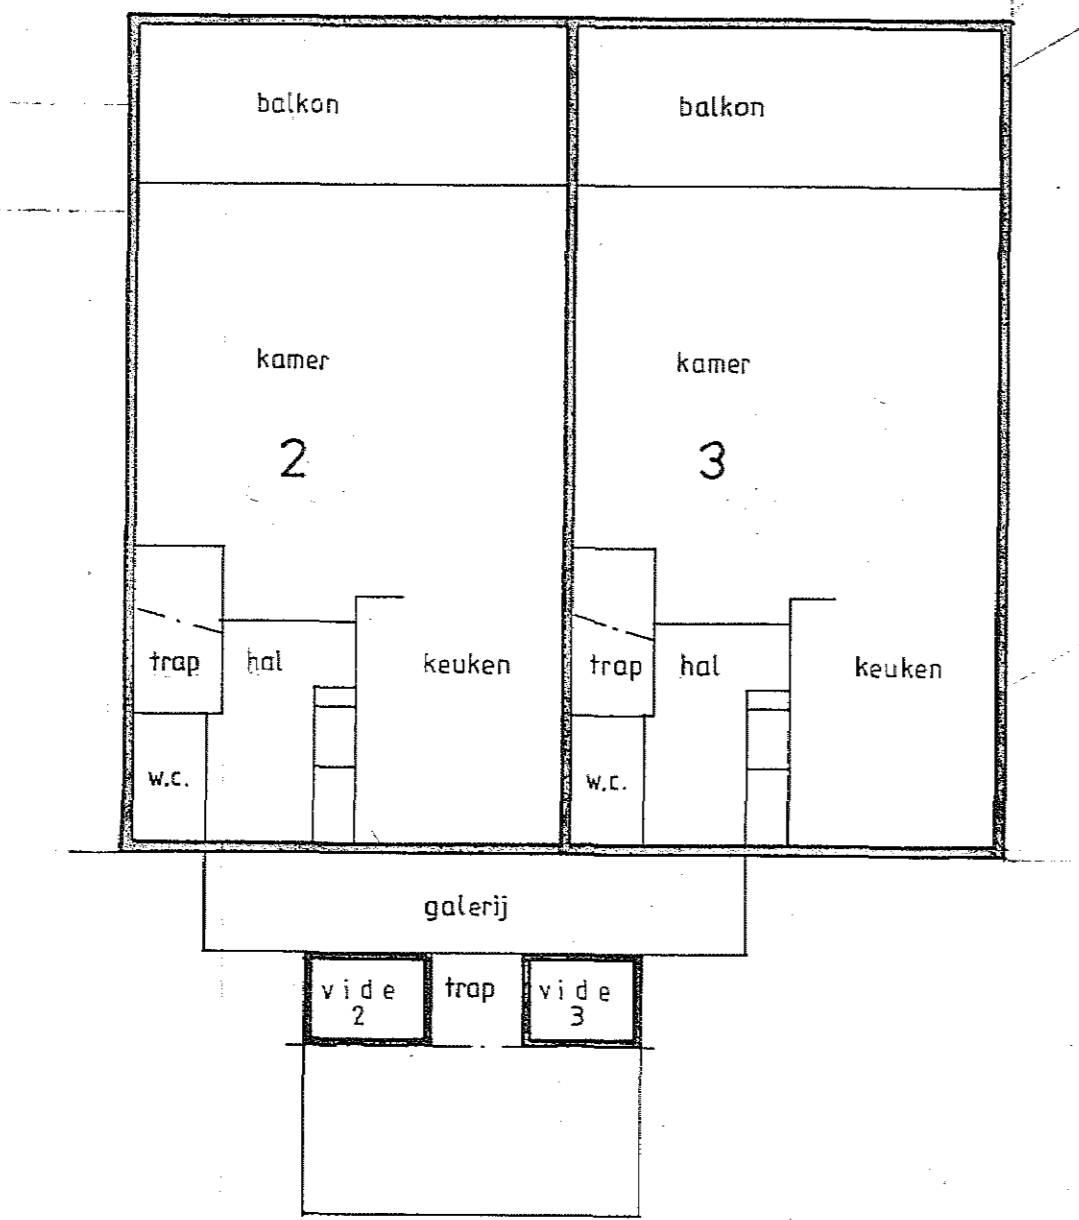 balkon
balkon
kamer
kamer
2
3
trap hal keuken
trap hal keuken
w.c.
w.c.
galerij
vide
2
trap
vide
3